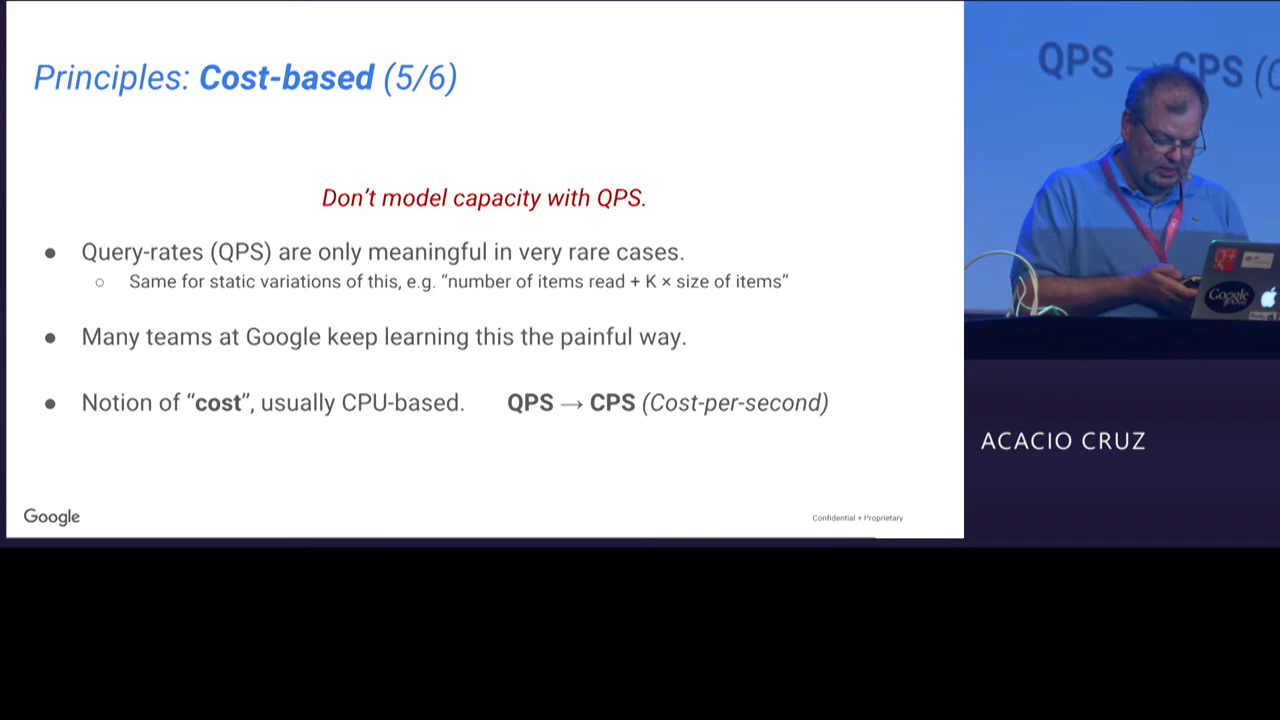 Principles: Cost-based (5/6)
Don't model capacity with QPS.
● Query-rates (QPS) are only meaningful in very rare cases.
○ Same for static variations of this, e.g. “number of items read + K × size of items”
● Many teams at Google keep learning this the painful way.
● Notion of “cost”, usually CPU-based. QPS → CPS (Cost-per-second)
Google
Confidential + Proprietary
QPS → CPS (C
g+
Google
ACACIO CRUZ